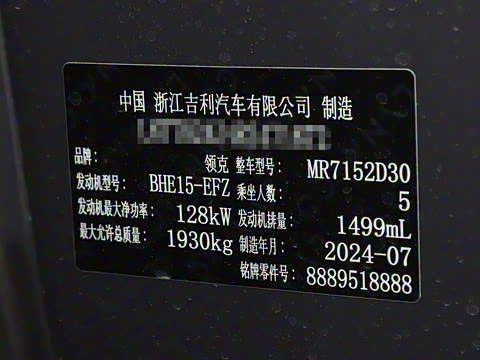 中国 浙江吉利汽车有限公司 制造
品牌： 领克 整车型号： MR7152D30
发动机型号： BHE15-EFZ 乘坐人数： 5
发动机最大净功率： 128kW 发动机排量： 1499mL
最大允许总质量： 1930kg 制造年月： 2024-07
铭牌零件号： 8889518888